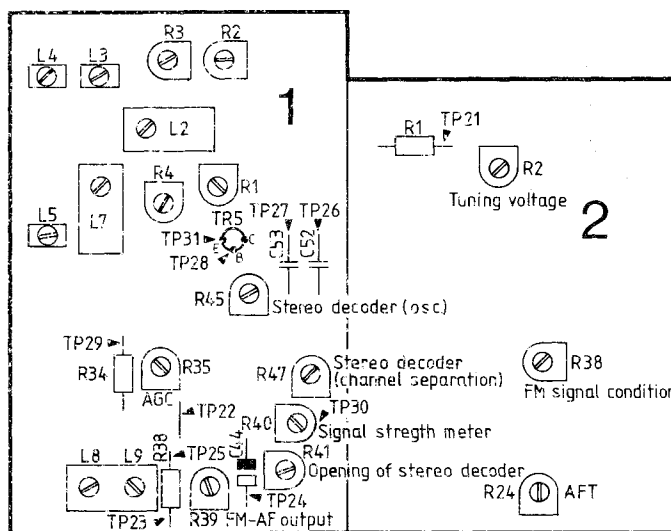 R3 R2
L4 L3
1
L2
R1 TP21
R2
Tuning voltage
R4
R1
L7
L5
TR5
TP27 TP26
2
TP31
E C
B
TP28
C53 C52
R45 Stereo decoder (osc.)
TP29
R34
R35
AGC
R47 Stereo decoder
(channel separation)
R38
FM signal condition
TP22
R40
TP30
Signal stregth meter
L8 L9
R38
TP25
C44
R41
Opening of stereo decoder
TP23
R39
TP24
FM-AF output
R24 AFT